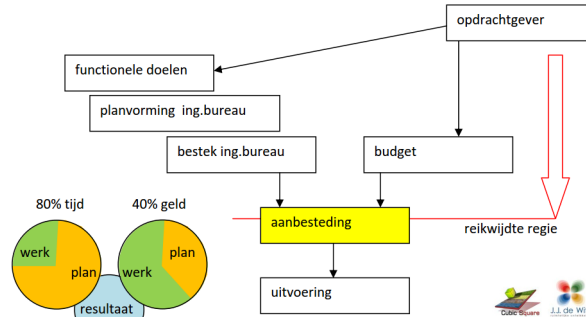 opdrachtgever
functionele doelen
planvorming ing.bureau
bestek ing.bureau
budget
80% tijd
40% geld
aanbesteding
reikwijdte regie
werk
plan
plan
werk
uitvoering
resultaat
Cubic Square
J.J. de Wi